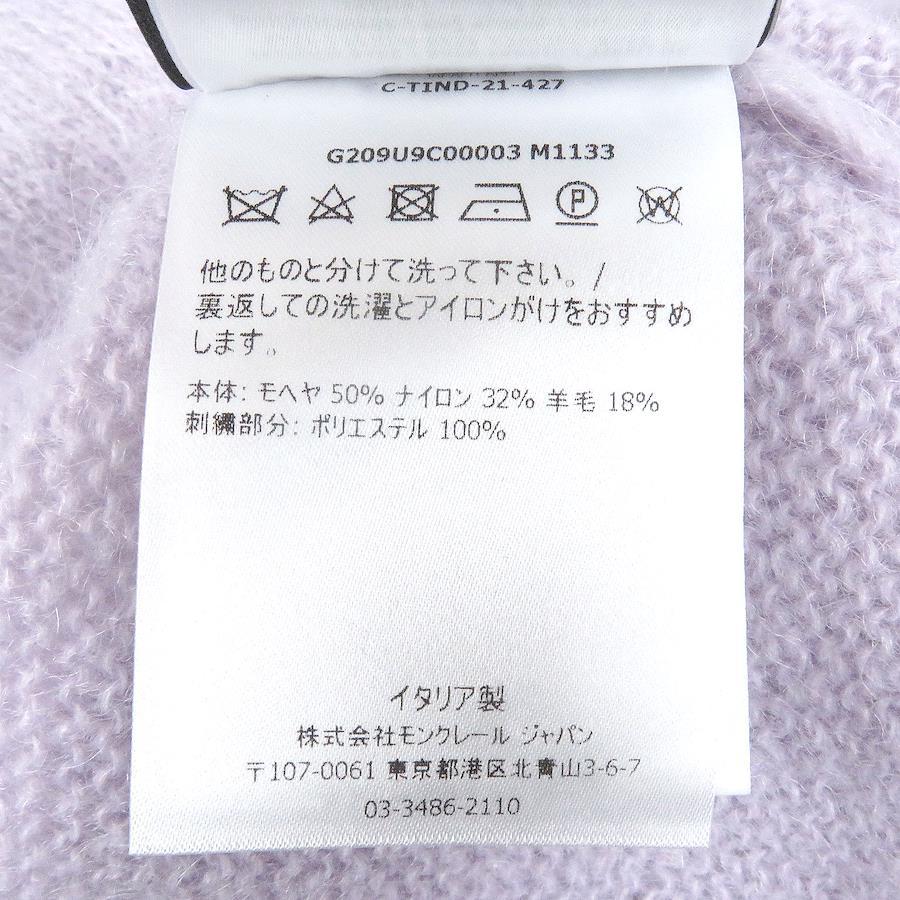 C-TIND-21-427
G209U9C00003 M1133
P
W
他のものと分けて洗って下さい。/
裏返しての洗濯とアイロンがけをおすすめ
します。
本体: モヘヤ 50% ナイロン 32% 羊毛 18%
刺繍部分: ポリエステル 100%
イタリア製
株式会社モンクレール ジャパン
〒107-0061 東京都港区北青山3-6-7
03-3486-2110